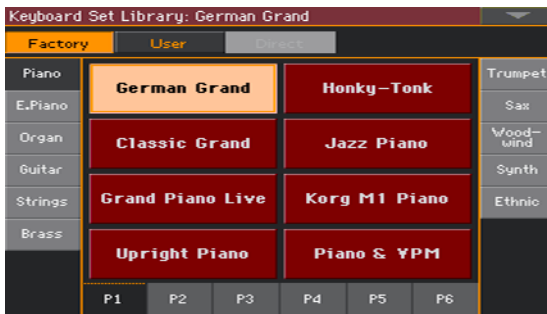 Keyboard Set Library: German Grand
Factory
User
Direct
Piano
E.Piano
Organ
Guitar
Strings
Brass
German Grand
Honky-Tonk
Classic Grand
Jazz Piano
Grand Piano Live
Korg M1 Piano
Upright Piano
Piano & VPM
Trumpet
Sax
Wood-
wind
Synth
Ethnic
P1
P2
P3
P4
P5
P6